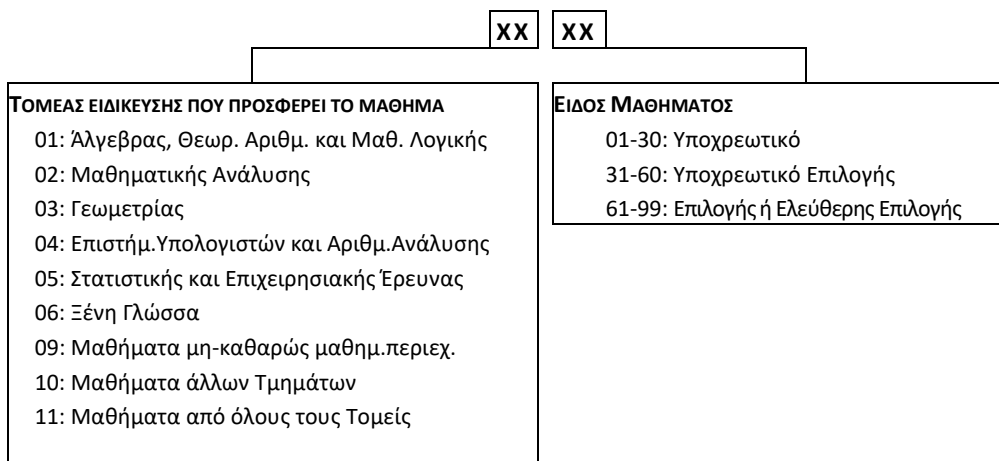 XX XX
ΤΟΜΕΑΣ ΕΙΔΙΚΕΥΣΗΣ ΠΟΥ ΠΡΟΣΦΕΡΕΙ ΤΟ ΜΑΘΗΜΑ
01: Άλγεβρας, Θεωρ. Αριθμ. και Μαθ. Λογικής
02: Μαθηματικής Ανάλυσης
03: Γεωμετρίας
04: Επιστήμ.Υπολογιστών και Αριθμ.Ανάλυσης
05: Στατιστικής και Επιχειρησιακής Έρευνας
06: Ξένη Γλώσσα
09: Μαθήματα μη-καθαρώς μαθημ.περιεχ.
10: Μαθήματα άλλων Τμημάτων
11: Μαθήματα από όλους τους Τομείς
ΕΙΔΟΣ ΜΑΘΗΜΑΤΟΣ
01-30: Υποχρεωτικό
31-60: Υποχρεωτικό Επιλογής
61-99: Επιλογής ή Ελεύθερης Επιλογής